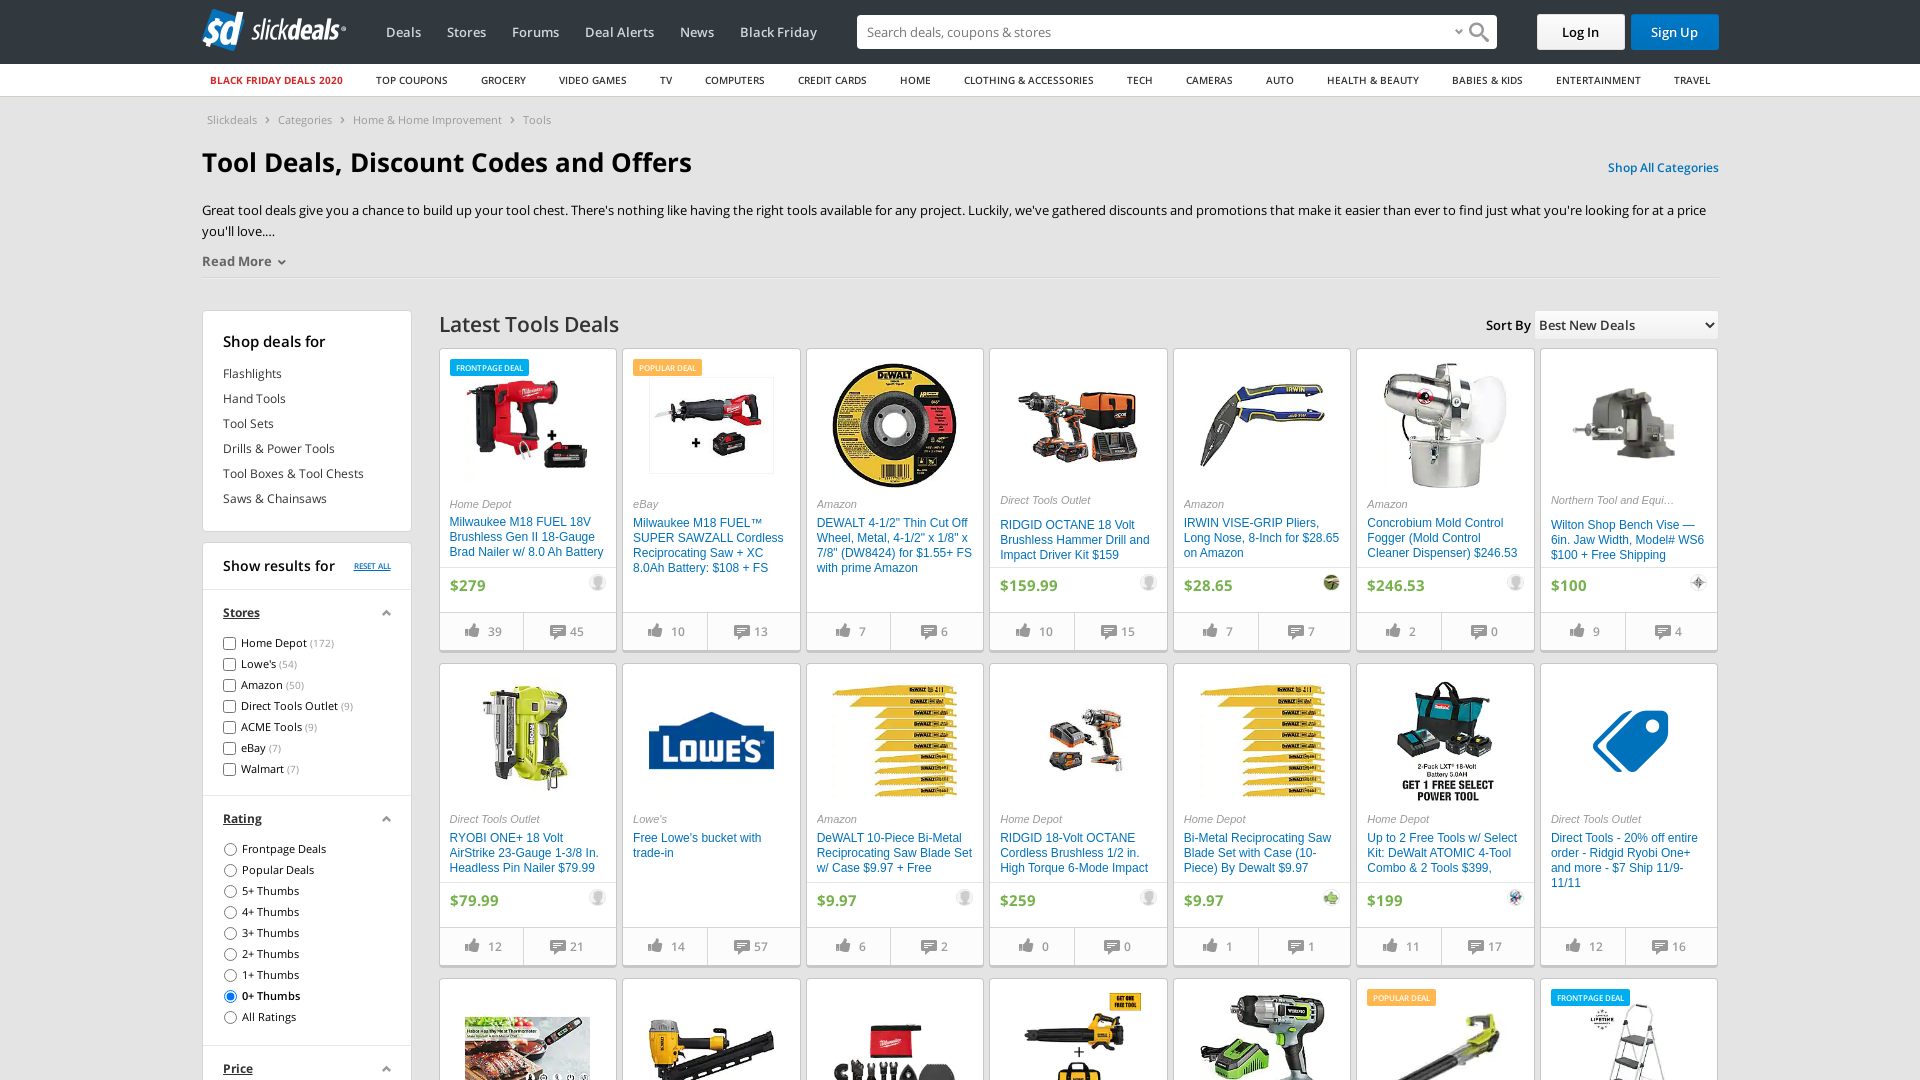 slickdeals
Deals
Stores
Forums
Deal Alerts
News
Black Friday
Search deals, coupons & stores
Log In
Sign Up
BLACK FRIDAY DEALS 2020
TOP COUPONS
GROCERY
VIDEO GAMES
TV
COMPUTERS
CREDIT CARDS
HOME
CLOTHING & ACCESSORIES
TECH
CAMERAS
AUTO
HEALTH & BEAUTY
BABIES & KIDS
ENTERTAINMENT
TRAVEL
Slickdeals > Categories > Home & Home Improvement > Tools
Tool Deals, Discount Codes and Offers
Shop All Categories
Great tool deals give you a chance to build up your tool chest. There's nothing like having the right tools available for any project. Luckily, we've gathered discounts and promotions that make it easier than ever to find just what you're looking for at a price
you'll love.…
Read More
Shop deals for
Flashlights
Hand Tools
Tool Sets
Drills & Power Tools
Tool Boxes & Tool Chests
Saws & Chainsaws
Show results for
RESET ALL
Stores
Home Depot (172)
Lowe's (54)
Amazon (50)
Direct Tools Outlet (9)
ACME Tools (9)
eBay (7)
Walmart (7)
Rating
Frontpage Deals
Popular Deals
5+ Thumbs
4+ Thumbs
3+ Thumbs
2+ Thumbs
1+ Thumbs
0+ Thumbs
All Ratings
Price
Latest Tools Deals
Sort By
Best New Deals
FRONTPAGE DEAL
Home Depot
Milwaukee M18 FUEL 18V
Brushless Gen II 18-Gauge
Brad Nailer w/ 8.0 Ah Battery
$279
39
45
POPULAR DEAL
eBay
Milwaukee M18 FUEL™
SUPER SAWZALL Cordless
Reciprocating Saw + XC
8.0Ah Battery: $108 + FS
10
13
DEWALT
Amazon
DEWALT 4-1/2" Thin Cut Off
Wheel, Metal, 4-1/2" x 1/8" x
7/8" (DW8424) for $1.55+ FS
with prime Amazon
7
6
Direct Tools Outlet
RIDGID OCTANE 18 Volt
Brushless Hammer Drill and
Impact Driver Kit $159
$159.99
10
15
Amazon
IRWIN VISE-GRIP Pliers,
Long Nose, 8-Inch for $28.65
on Amazon
$28.65
7
7
Amazon
Concrobium Mold Control
Fogger (Mold Control
Cleaner Dispenser) $246.53
$246.53
2
0
Northern Tool and Equi…
Wilton Shop Bench Vise —
6in. Jaw Width, Model# WS6
$100 + Free Shipping
$100
9
4
Direct Tools Outlet
RYOBI ONE+ 18 Volt
AirStrike 23-Gauge 1-3/8 In.
Headless Pin Nailer $79.99
$79.99
12
21
LOWE'S
Lowe's
Free Lowe's bucket with
trade-in
14
57
Amazon
DeWALT 10-Piece Bi-Metal
Reciprocating Saw Blade Set
w/ Case $9.97 + Free
$9.97
6
2
Home Depot
RIDGID 18-Volt OCTANE
Cordless Brushless 1/2 in.
High Torque 6-Mode Impact
$259
0
0
Home Depot
Bi-Metal Reciprocating Saw
Blade Set with Case (10-
Piece) By Dewalt $9.97
$9.97
1
1
2-Pack LXT® 18-Volt
Battery 5.0AH
GET 1 FREE SELECT
POWER TOOL
Home Depot
Up to 2 Free Tools w/ Select
Kit: DeWalt ATOMIC 4-Tool
Combo & 2 Tools $399,
$199
11
17
Direct Tools Outlet
Direct Tools - 20% off entire
order - Ridgid Ryobi One+
and more - $7 Ship 11/9-
11/11
12
16
GET ONE
FREE TOOL
POPULAR DEAL
FRONTPAGE DEAL